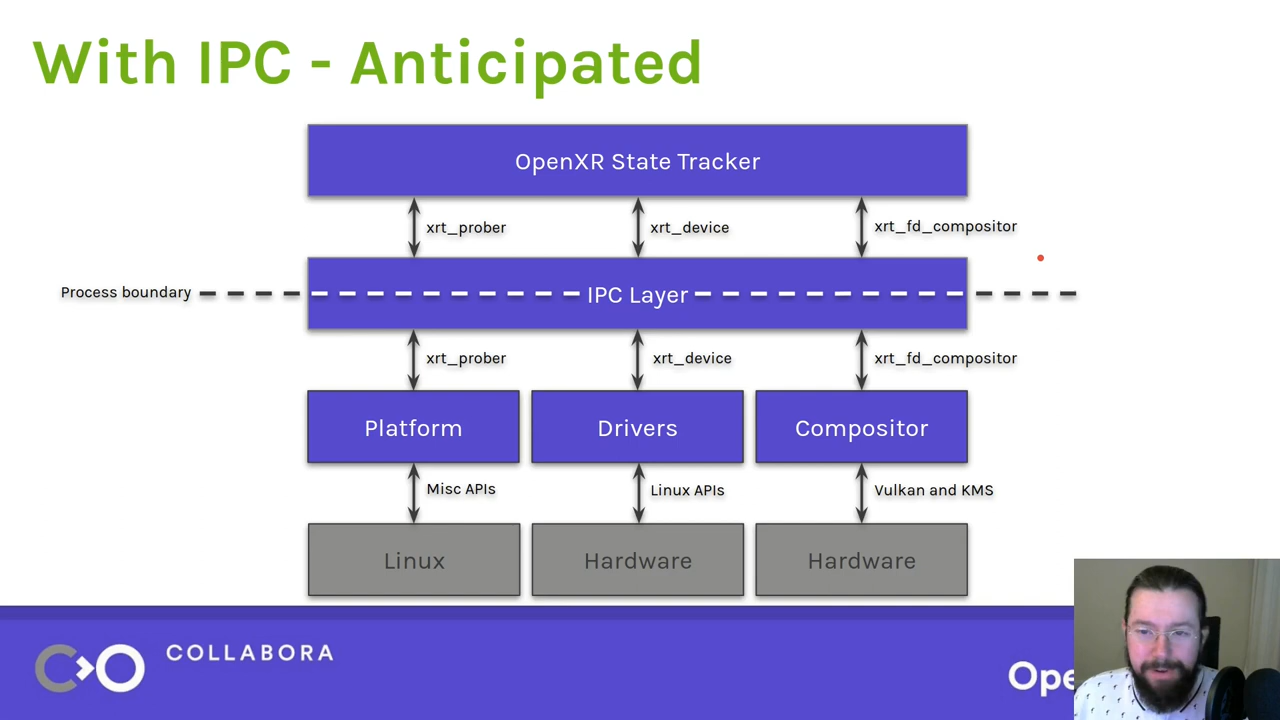 With IPC - Anticipated
OpenXR State Tracker
xrt_prober
xrt_device
xrt_fd_compositor
Process boundary
IPC Layer
xrt_prober
xrt_device
xrt_fd_compositor
Platform
Drivers
Compositor
Misc APIs
Linux APIs
Vulkan and KMS
Linux
Hardware
Hardware
COLLABORA
Ope